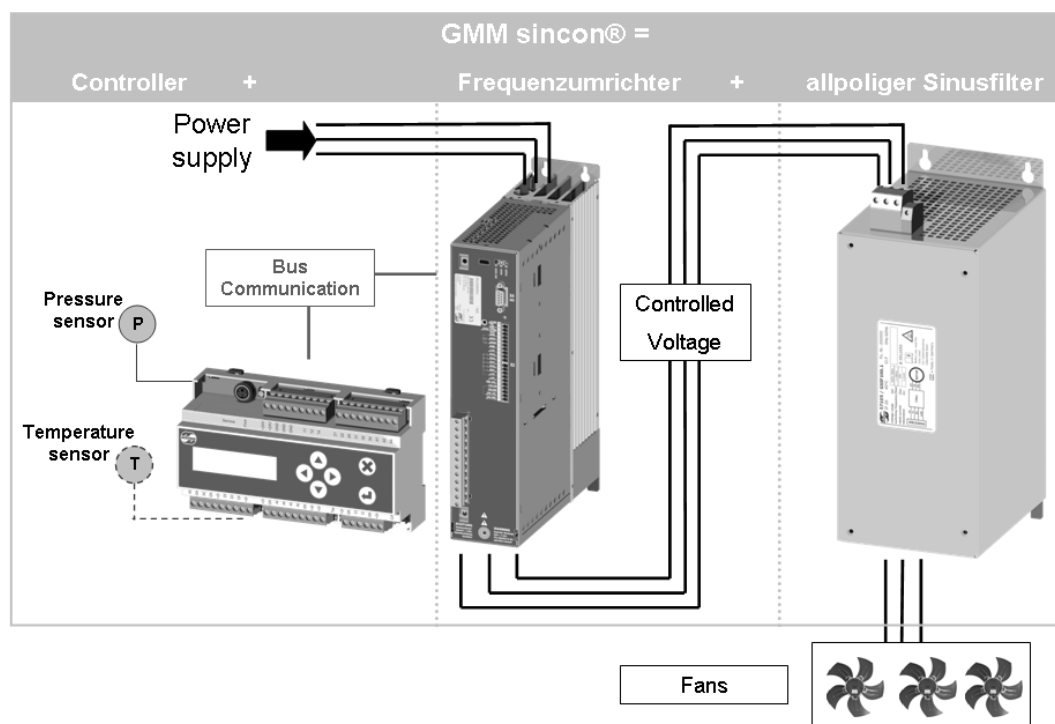 GMM sincon® =
Controller + Frequenzumrichter + allpoliger Sinusfilter
Power
supply
Bus
Communication
Pressure
sensor
P
Temperature
sensor
T
Controlled
Voltage
Fans